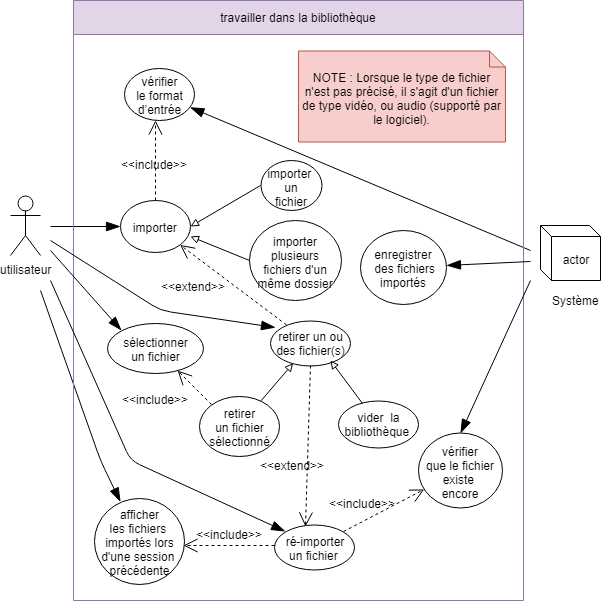 travailler dans la bibliothèque
NOTE : Lorsque le type de fichier
n'est pas précisé, il s'agit d'un fichier
de type vidéo, ou audio (supporté par
le logiciel).
vérifier
le format
d'entrée
<<include>>
importer
un
fichier
importer
importer
plusieurs
fichiers d'un
même dossier
enregistrer
des fichiers
importés
actor
Système
utilisateur
<<extend>>
sélectionner
un fichier
retirer un ou
des fichier(s)
<<include>>
retirer
un fichier
sélectionné
vider la
bibliothèque
<<extend>>
vérifier
que le fichier
existe
encore
<<include>>
afficher
les fichiers
importés lors
d'une session
précédente
<<include>>
ré-importer
un fichier